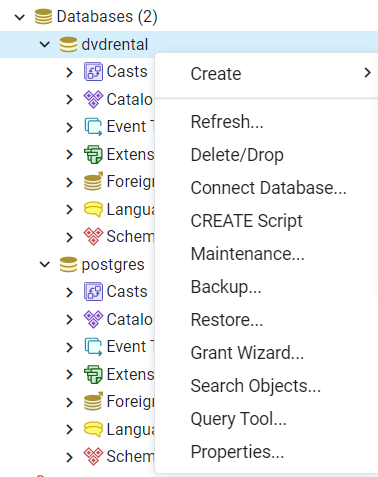 Databases (2)
dvdrental
Casts
Catalo
Event T
Extens
Foreig
Langua
Schem
postgres
Casts
Catalo
Event T
Extens
Foreig
Langua
Schem
Create
Refresh...
Delete/Drop
Connect Database...
CREATE Script
Maintenance...
Backup...
Restore...
Grant Wizard...
Search Objects...
Query Tool...
Properties...